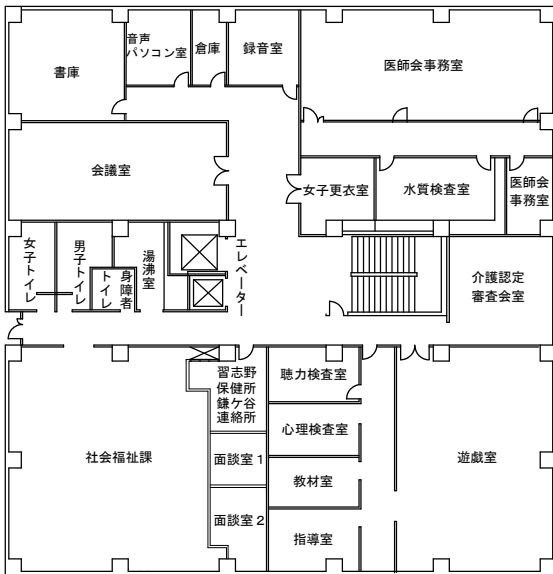 音声
パソコン室
倉庫
録音室
書庫
医師会事務室
会議室
女子更衣室
水質検査室
医師会
事務室
女子トイレ
男子トイレ
身障者
トイレ
湯沸室
エレベーター
介護認定
審査会室
習志野
保健所
鎌ケ谷
連絡所
聴力検査室
心理検査室
社会福祉課
面談室1
遊戯室
教材室
面談室2
指導室